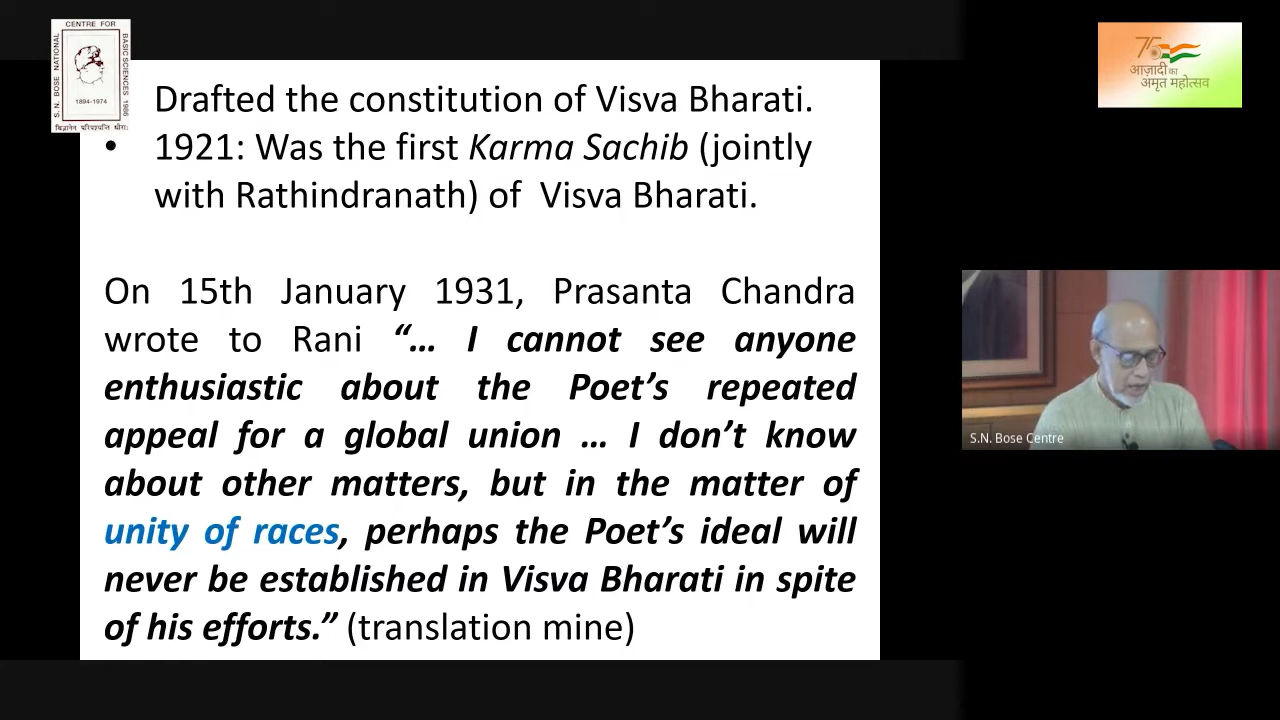 CENTRE FOR
S. N. BOSE NATIONAL
BASIC SCIENCES 1986
1894-1974
Drafted the constitution of Visva Bharati.
• 1921: Was the first Karma Sachib (jointly
with Rathindranath) of Visva Bharati.
On 15th January 1931, Prasanta Chandra
wrote to Rani “… I cannot see anyone
enthusiastic about the Poet’s repeated
appeal for a global union … I don’t know
about other matters, but in the matter of
unity of races, perhaps the Poet’s ideal will
never be established in Visva Bharati in spite
of his efforts.” (translation mine)
75
आज़ादी का
अमृत महोत्सव
S.N. Bose Centre